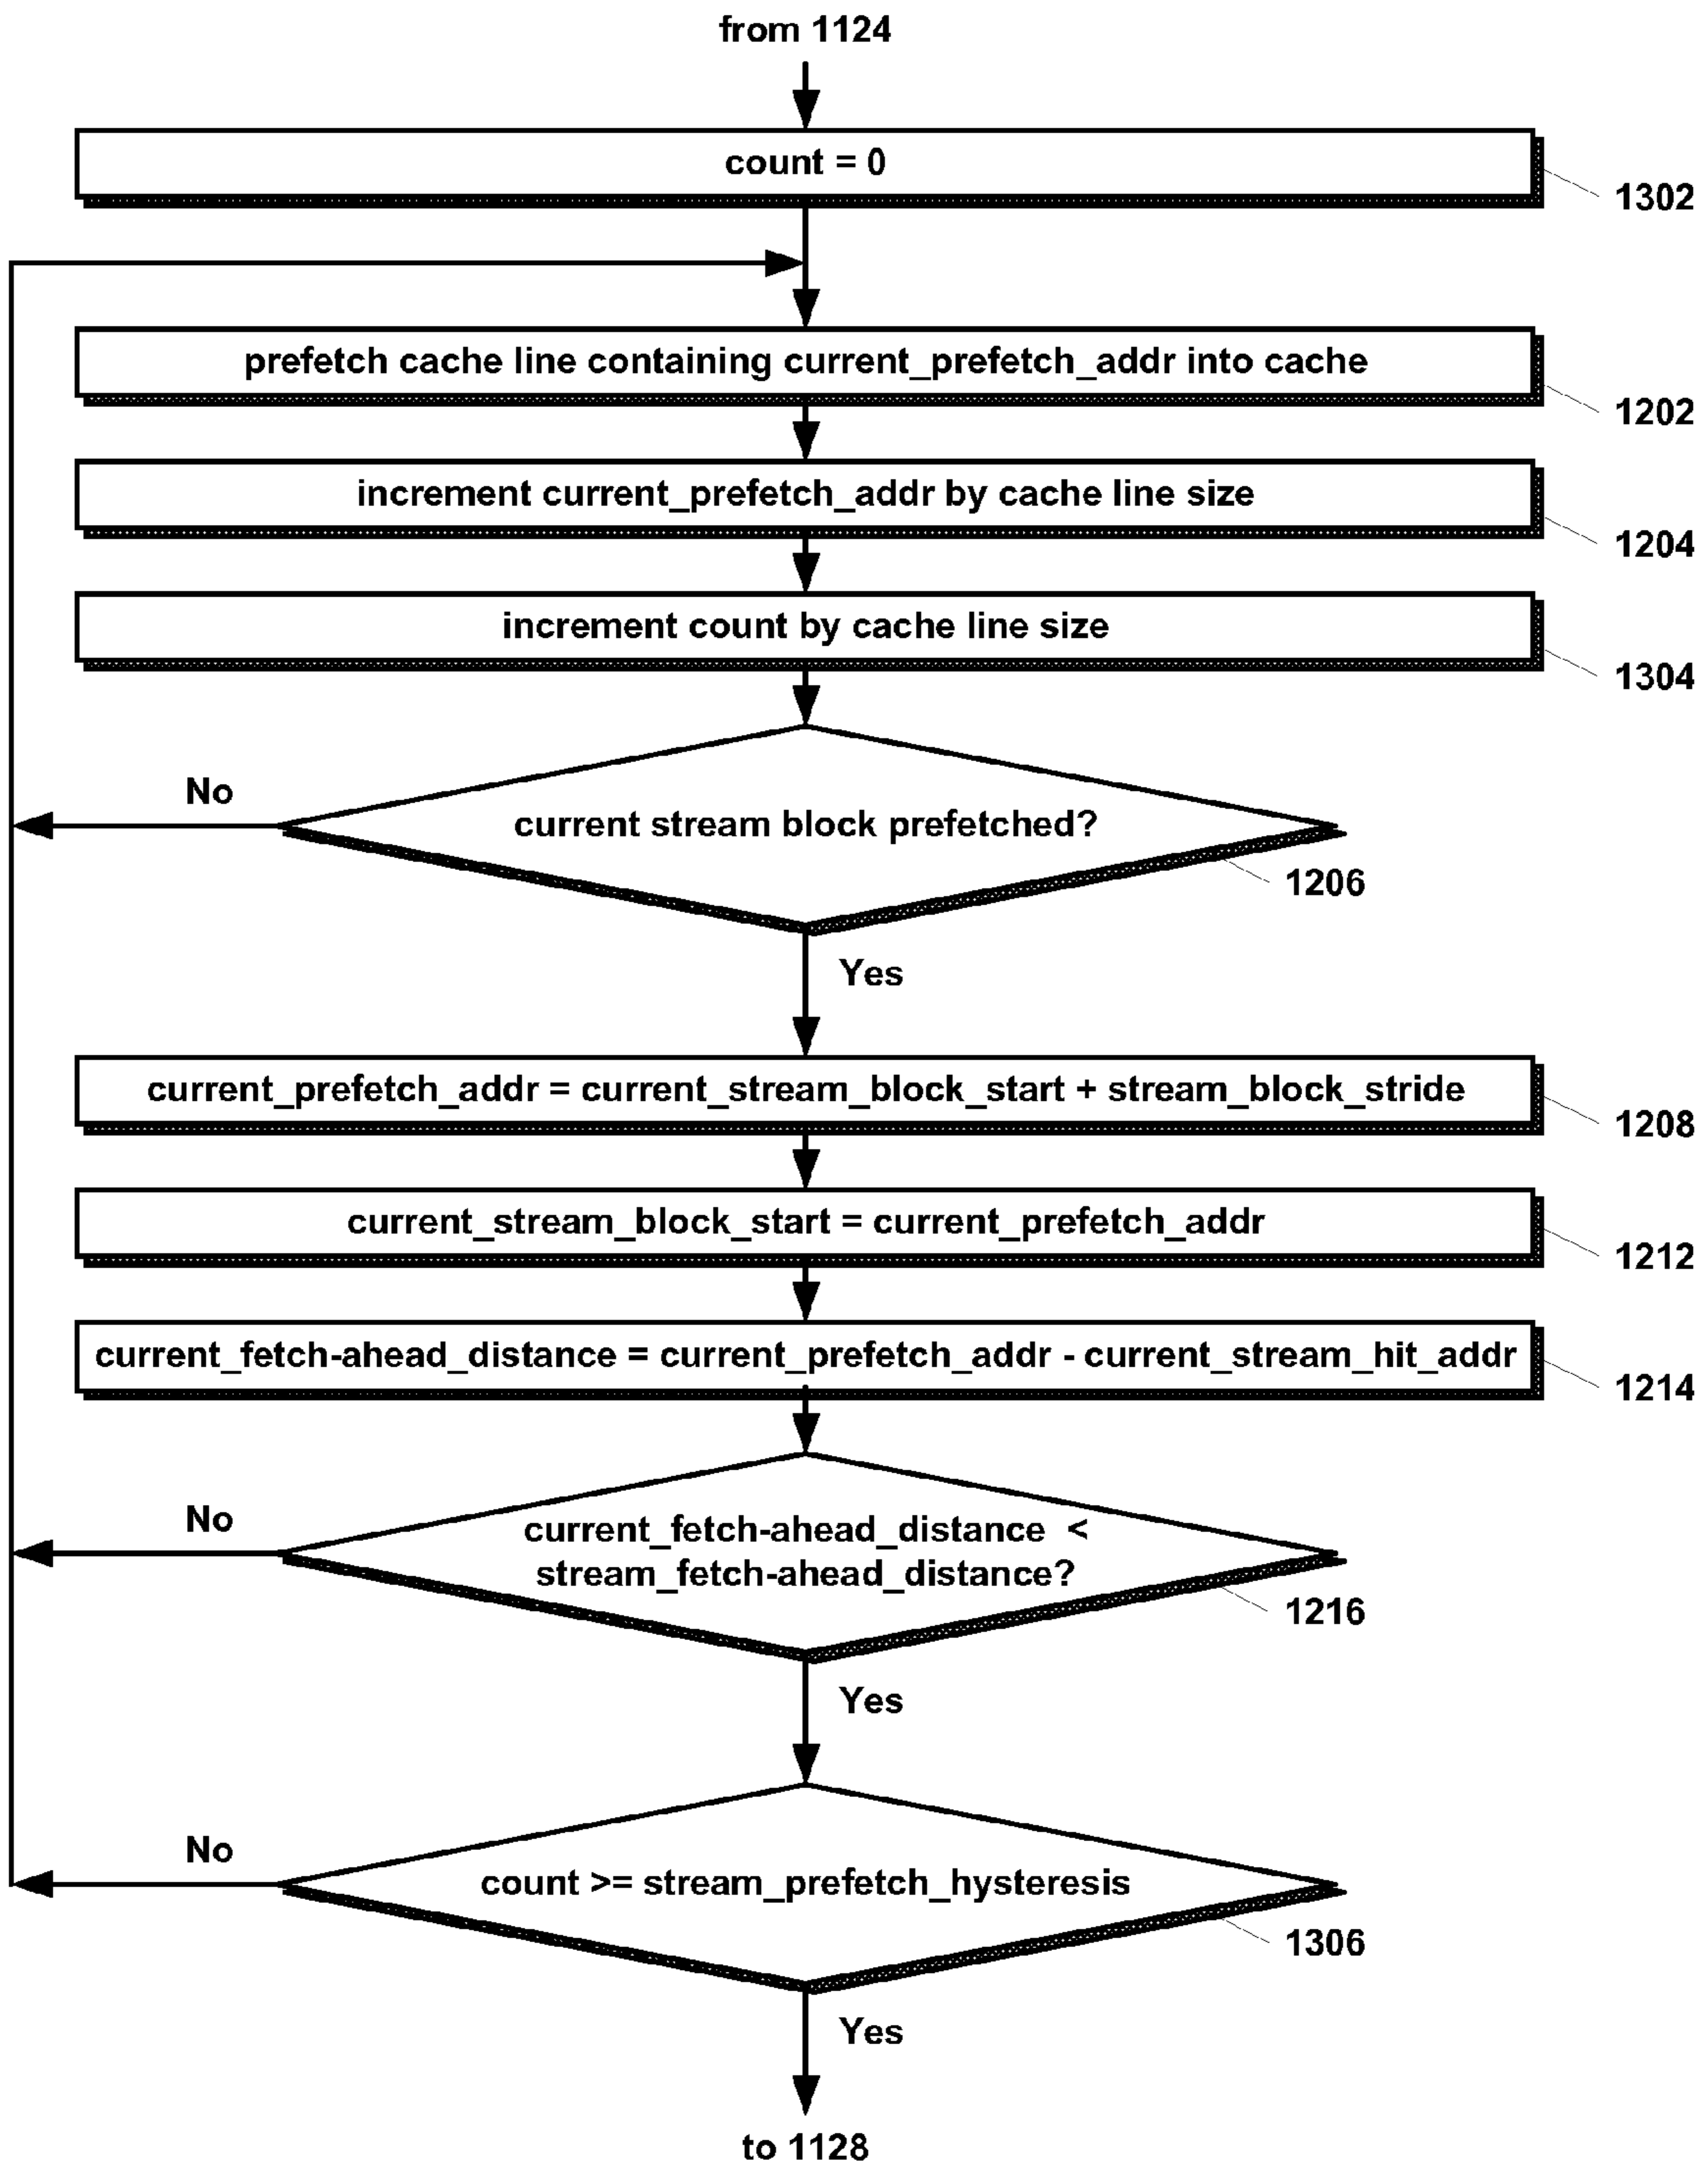 from 1124
count = 0
1302
prefetch cache line containing current_prefetch_addr into cache
1202
increment current_prefetch_addr by cache line size
1204
increment count by cache line size
1304
No
current stream block prefetched?
1206
Yes
current_prefetch_addr = current_stream_block_start + stream_block_stride
1208
current_stream_block_start = current_prefetch_addr
1212
current_fetch-ahead_distance = current_prefetch_addr - current_stream_hit_addr
1214
No
current_fetch-ahead_distance <
stream_fetch-ahead_distance?
1216
Yes
No
count >= stream_prefetch_hysteresis
1306
Yes
to 1128